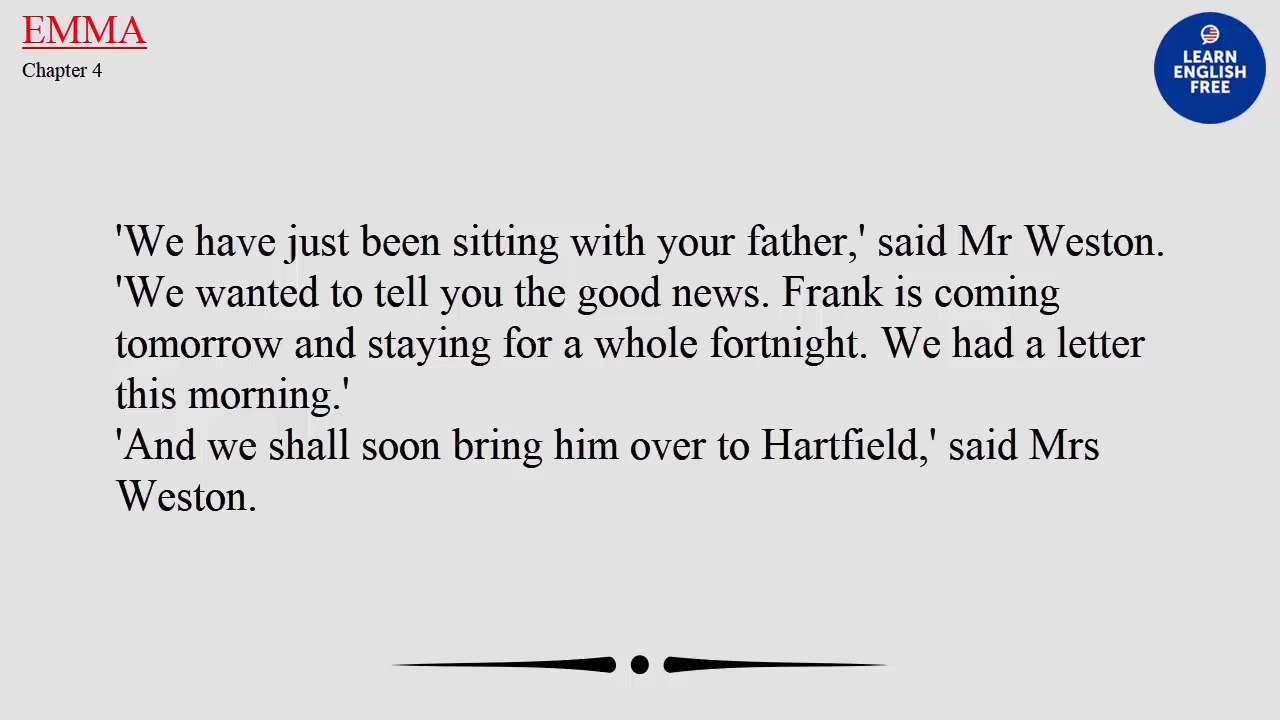 EMMA
Chapter 4
LEARN
ENGLISH
FREE
'We have just been sitting with your father,' said Mr Weston.
'We wanted to tell you the good news. Frank is coming
tomorrow and staying for a whole fortnight. We had a letter
this morning.'
'And we shall soon bring him over to Hartfield,' said Mrs
Weston.